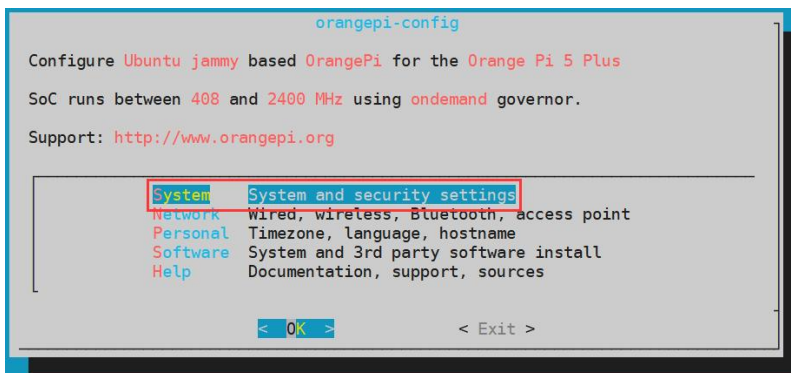 orangepi-config
Configure Ubuntu jammy based OrangePi for the Orange Pi 5 Plus
SoC runs between 408 and 2400 MHz using ondemand governor.
Support: http://www.orangepi.org
System System and security settings
Network Wired, wireless, Bluetooth, access point
Personal Timezone, language, hostname
Software System and 3rd party software install
Help Documentation, support, sources
< OK > < Exit >